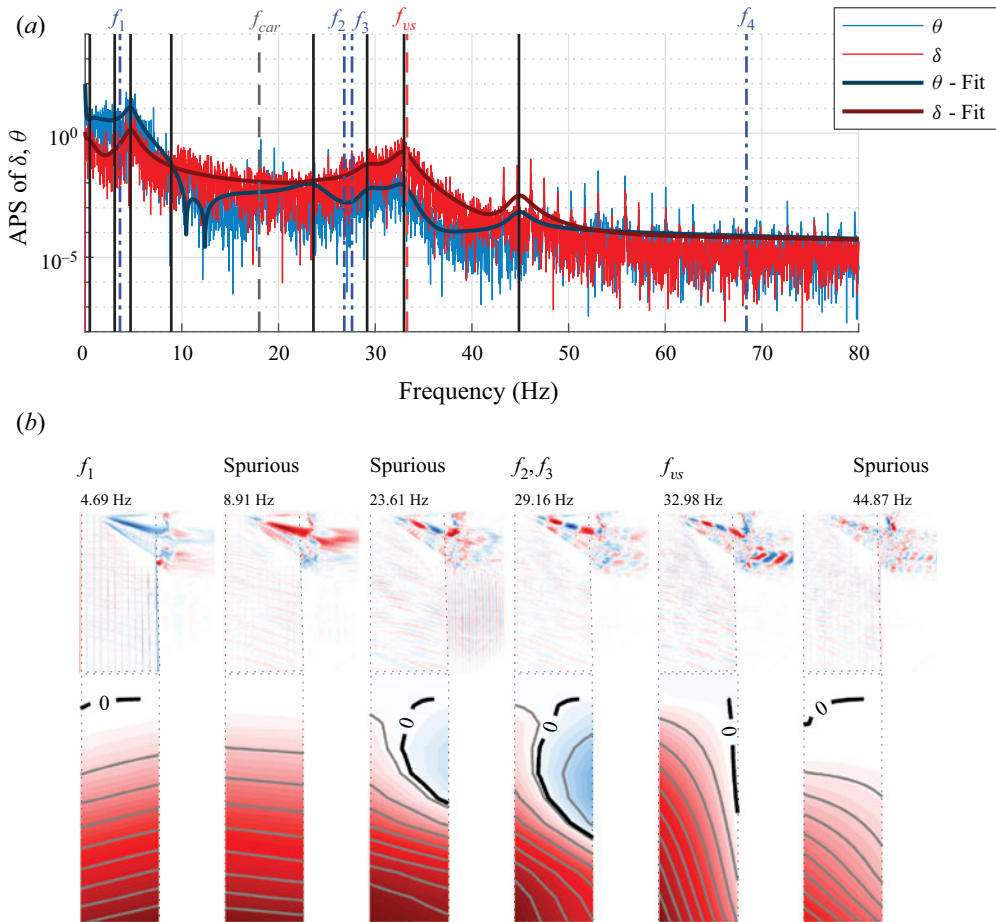 (a)
f1 fcar f2 f3 fvs f4
θ
δ
θ - Fit
δ - Fit
APS of δ, θ
10^0
10^-5
0 10 20 30 40 50 60 70 80
Frequency (Hz)
(b)
f1 Spurious Spurious f2, f3 fvs Spurious
4.69 Hz 8.91 Hz 23.61 Hz 29.16 Hz 32.98 Hz 44.87 Hz
0 0 0 0 0